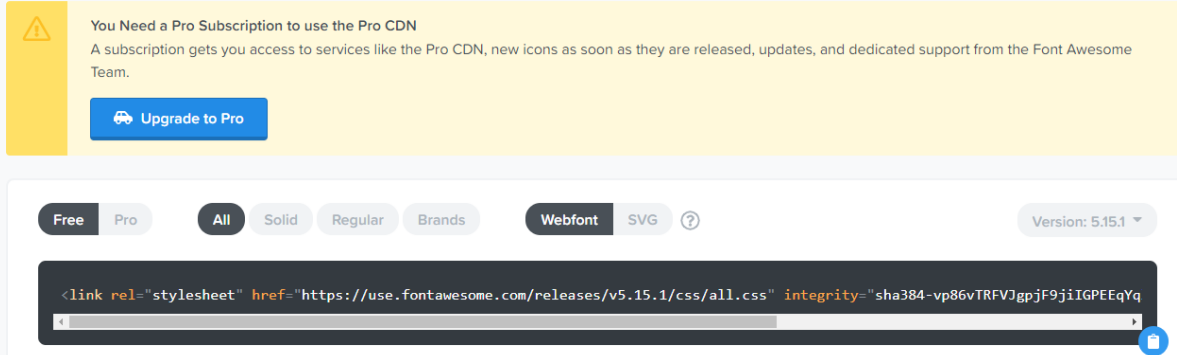 You Need a Pro Subscription to use the Pro CDN
A subscription gets you access to services like the Pro CDN, new icons as soon as they are released, updates, and dedicated support from the Font Awesome
Team.
Upgrade to Pro
Free Pro All Solid Regular Brands Webfont SVG ? Version: 5.15.1
<link rel="stylesheet" href="https://use.fontawesome.com/releases/v5.15.1/css/all.css" integrity="sha384-vp86vTRFVJgpjF9jiIGPEEqYq